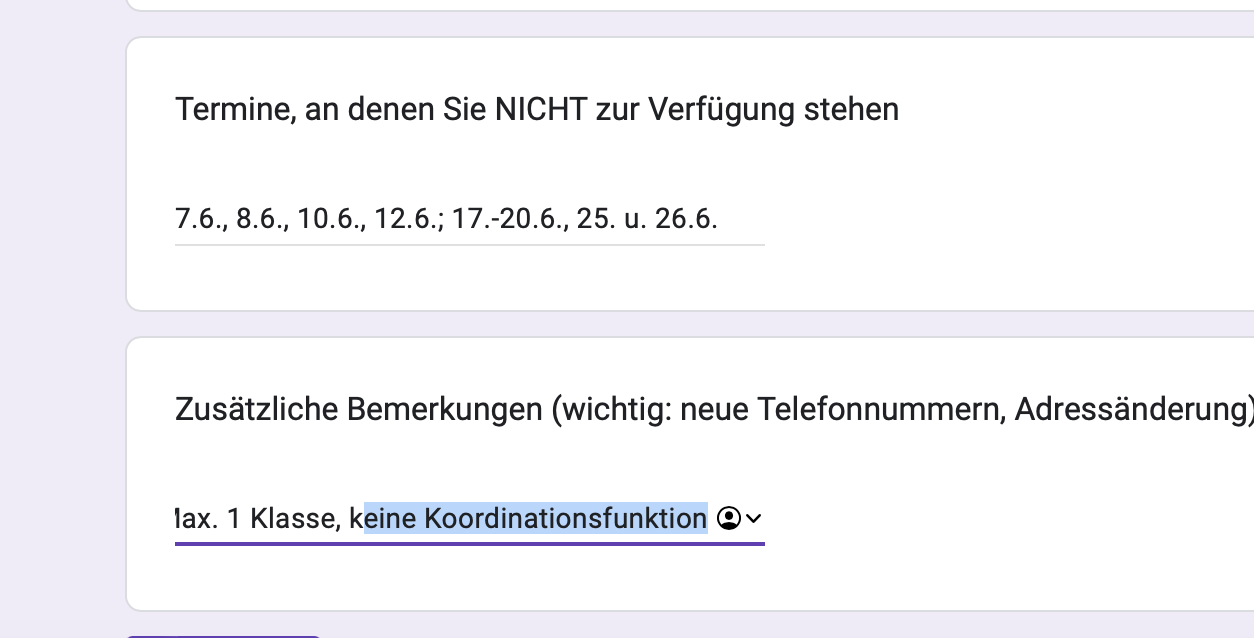 Termine, an denen Sie NICHT zur Verfügung stehen
7.6., 8.6., 10.6., 12.6.; 17.-20.6., 25. u. 26.6.
Zusätzliche Bemerkungen (wichtig: neue Telefonnummern, Adressänderung)
ax. 1 Klasse, keine Koordinationsfunktion